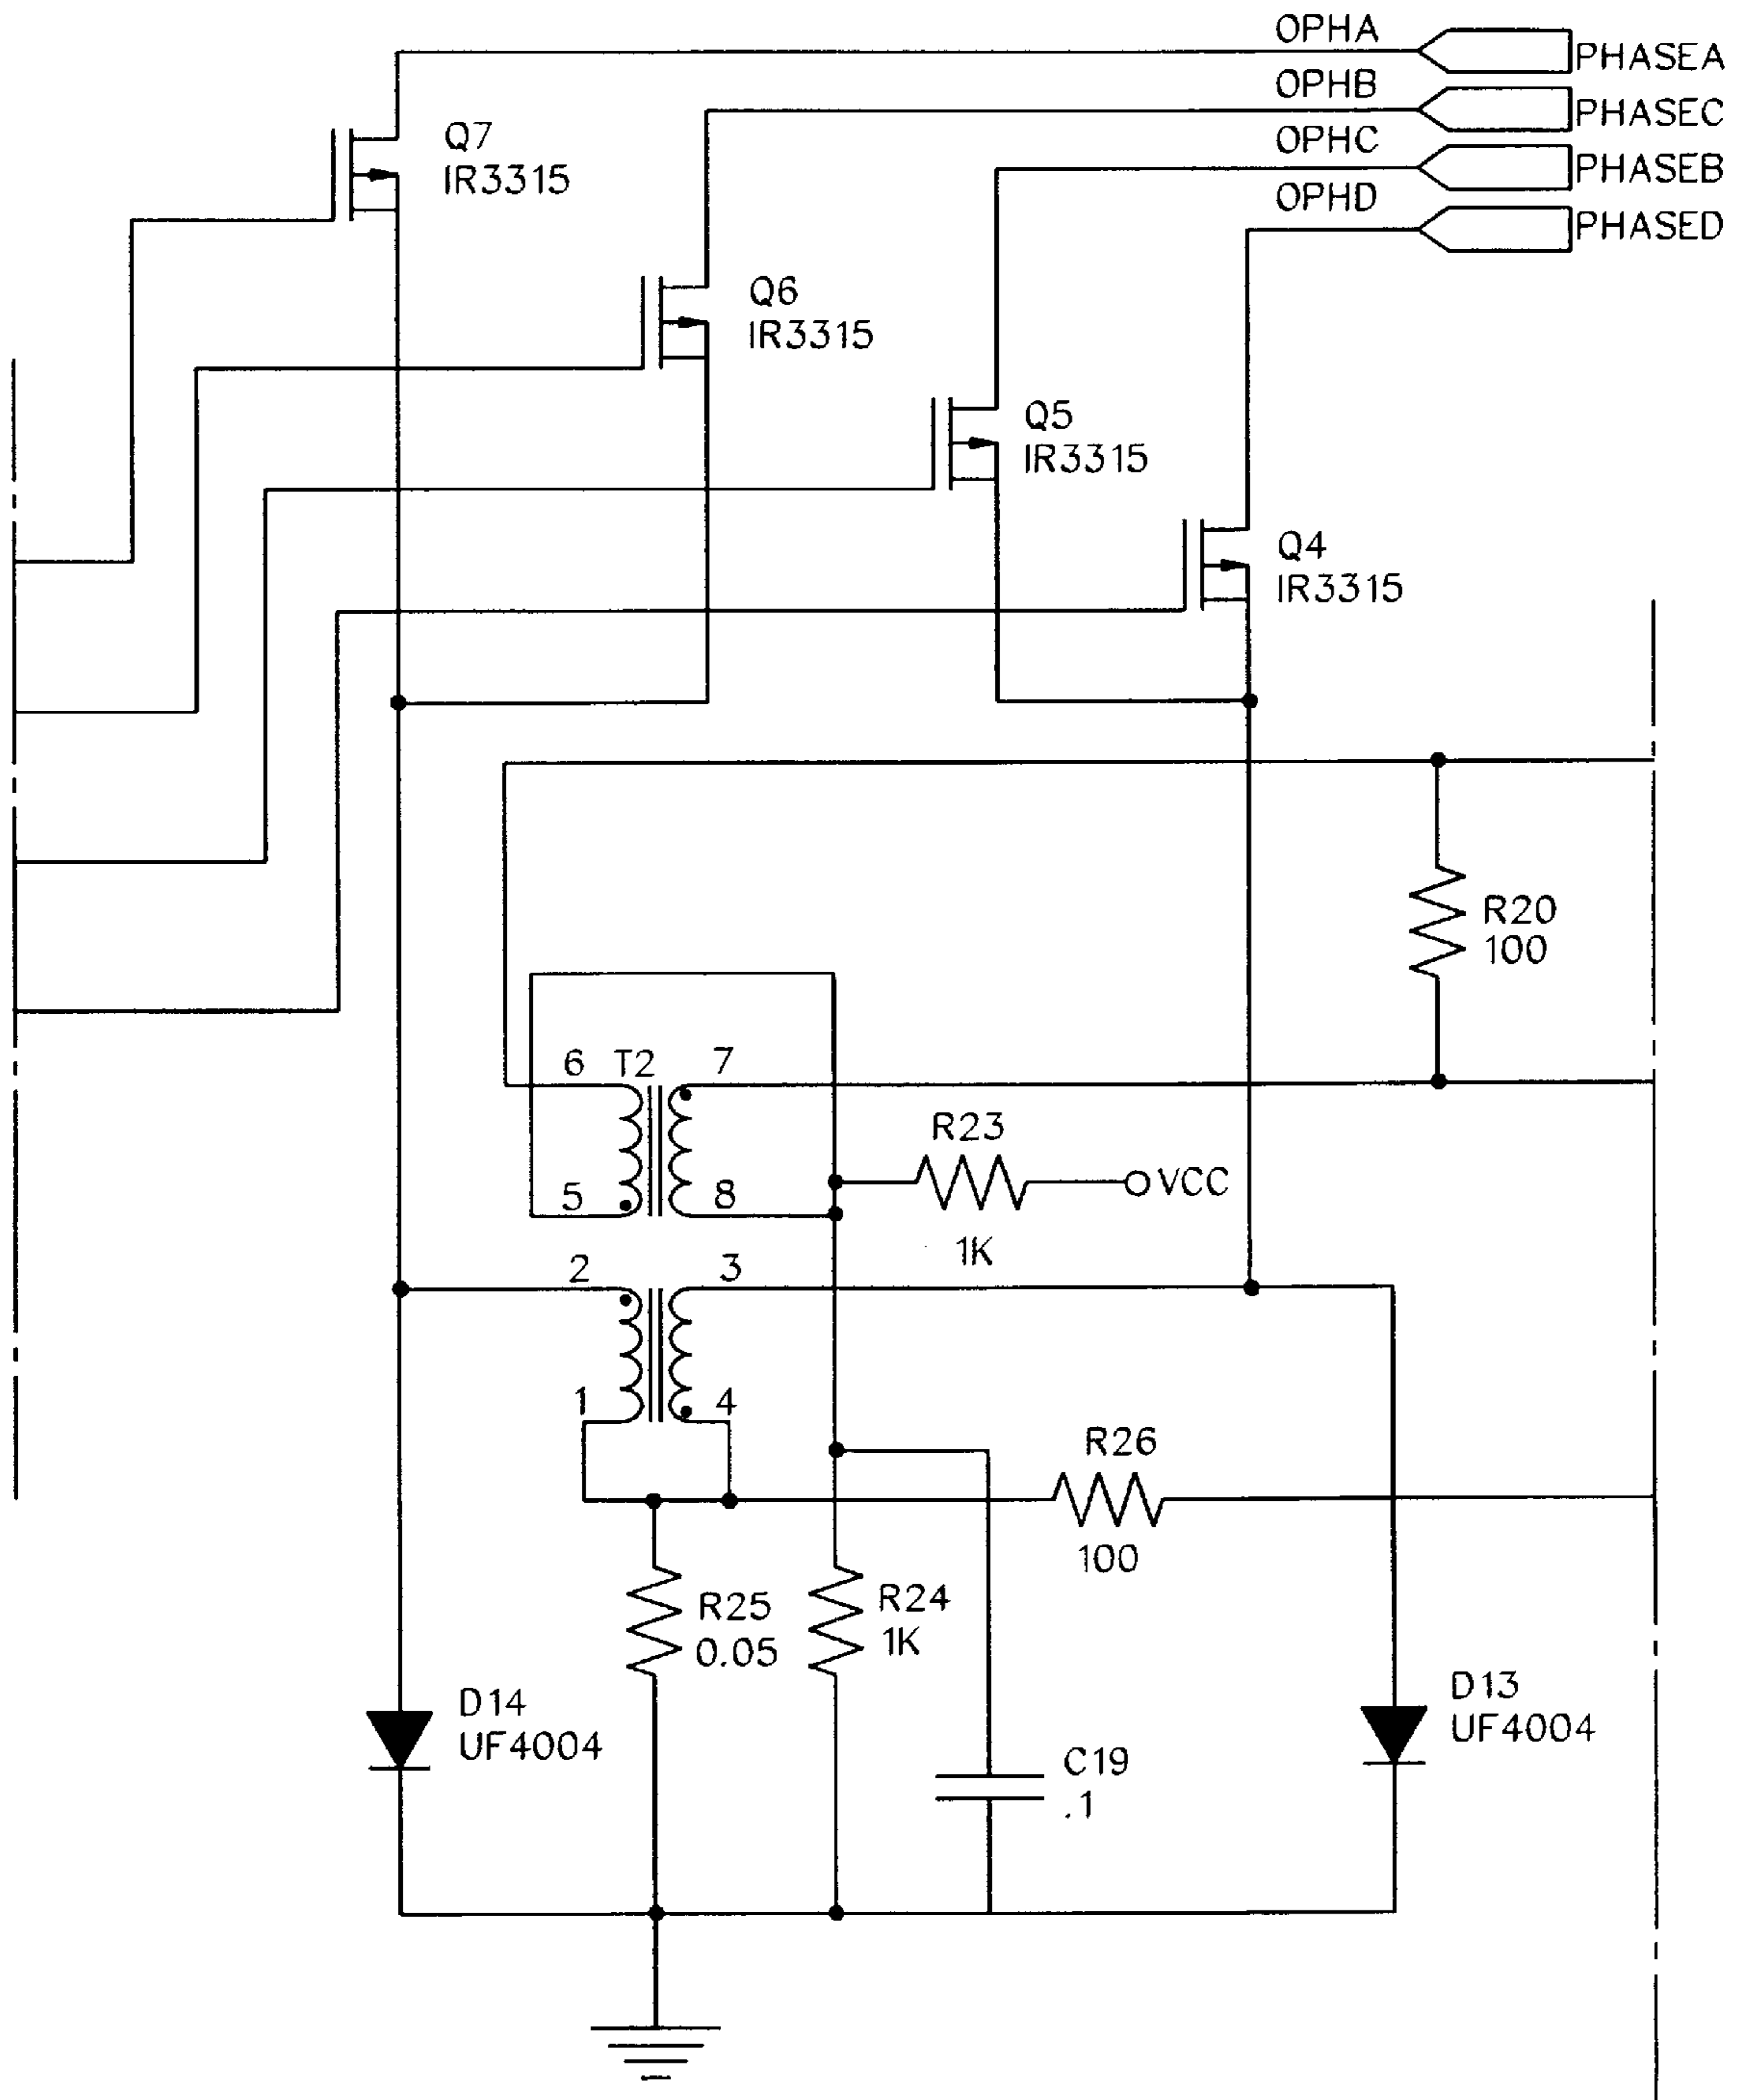 OPHA
PHASEA
OPHB
PHASEC
OPHC
PHASEB
OPHD
PHASED
Q7
IR3315
Q6
IR3315
Q5
IR3315
Q4
IR3315
R20
100
6 T2 7
R23
5 8
VCC
1K
2 3
1 4
R26
100
R25
0.05
R24
1K
D14
UF4004
D13
UF4004
C19
.1